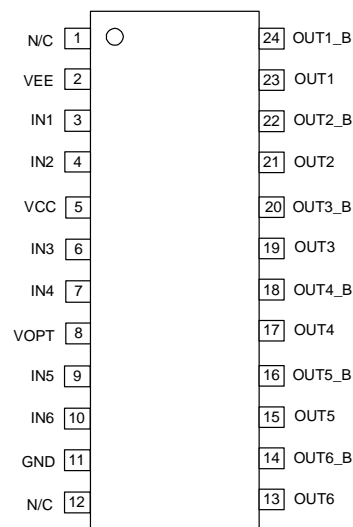 N/C 1 24 OUT1_B
VEE 2 23 OUT1
IN1 3 22 OUT2_B
IN2 4 21 OUT2
VCC 5 20 OUT3_B
IN3 6 19 OUT3
IN4 7 18 OUT4_B
VOPT 8 17 OUT4
IN5 9 16 OUT5_B
IN6 10 15 OUT5
GND 11 14 OUT6_B
N/C 12 13 OUT6